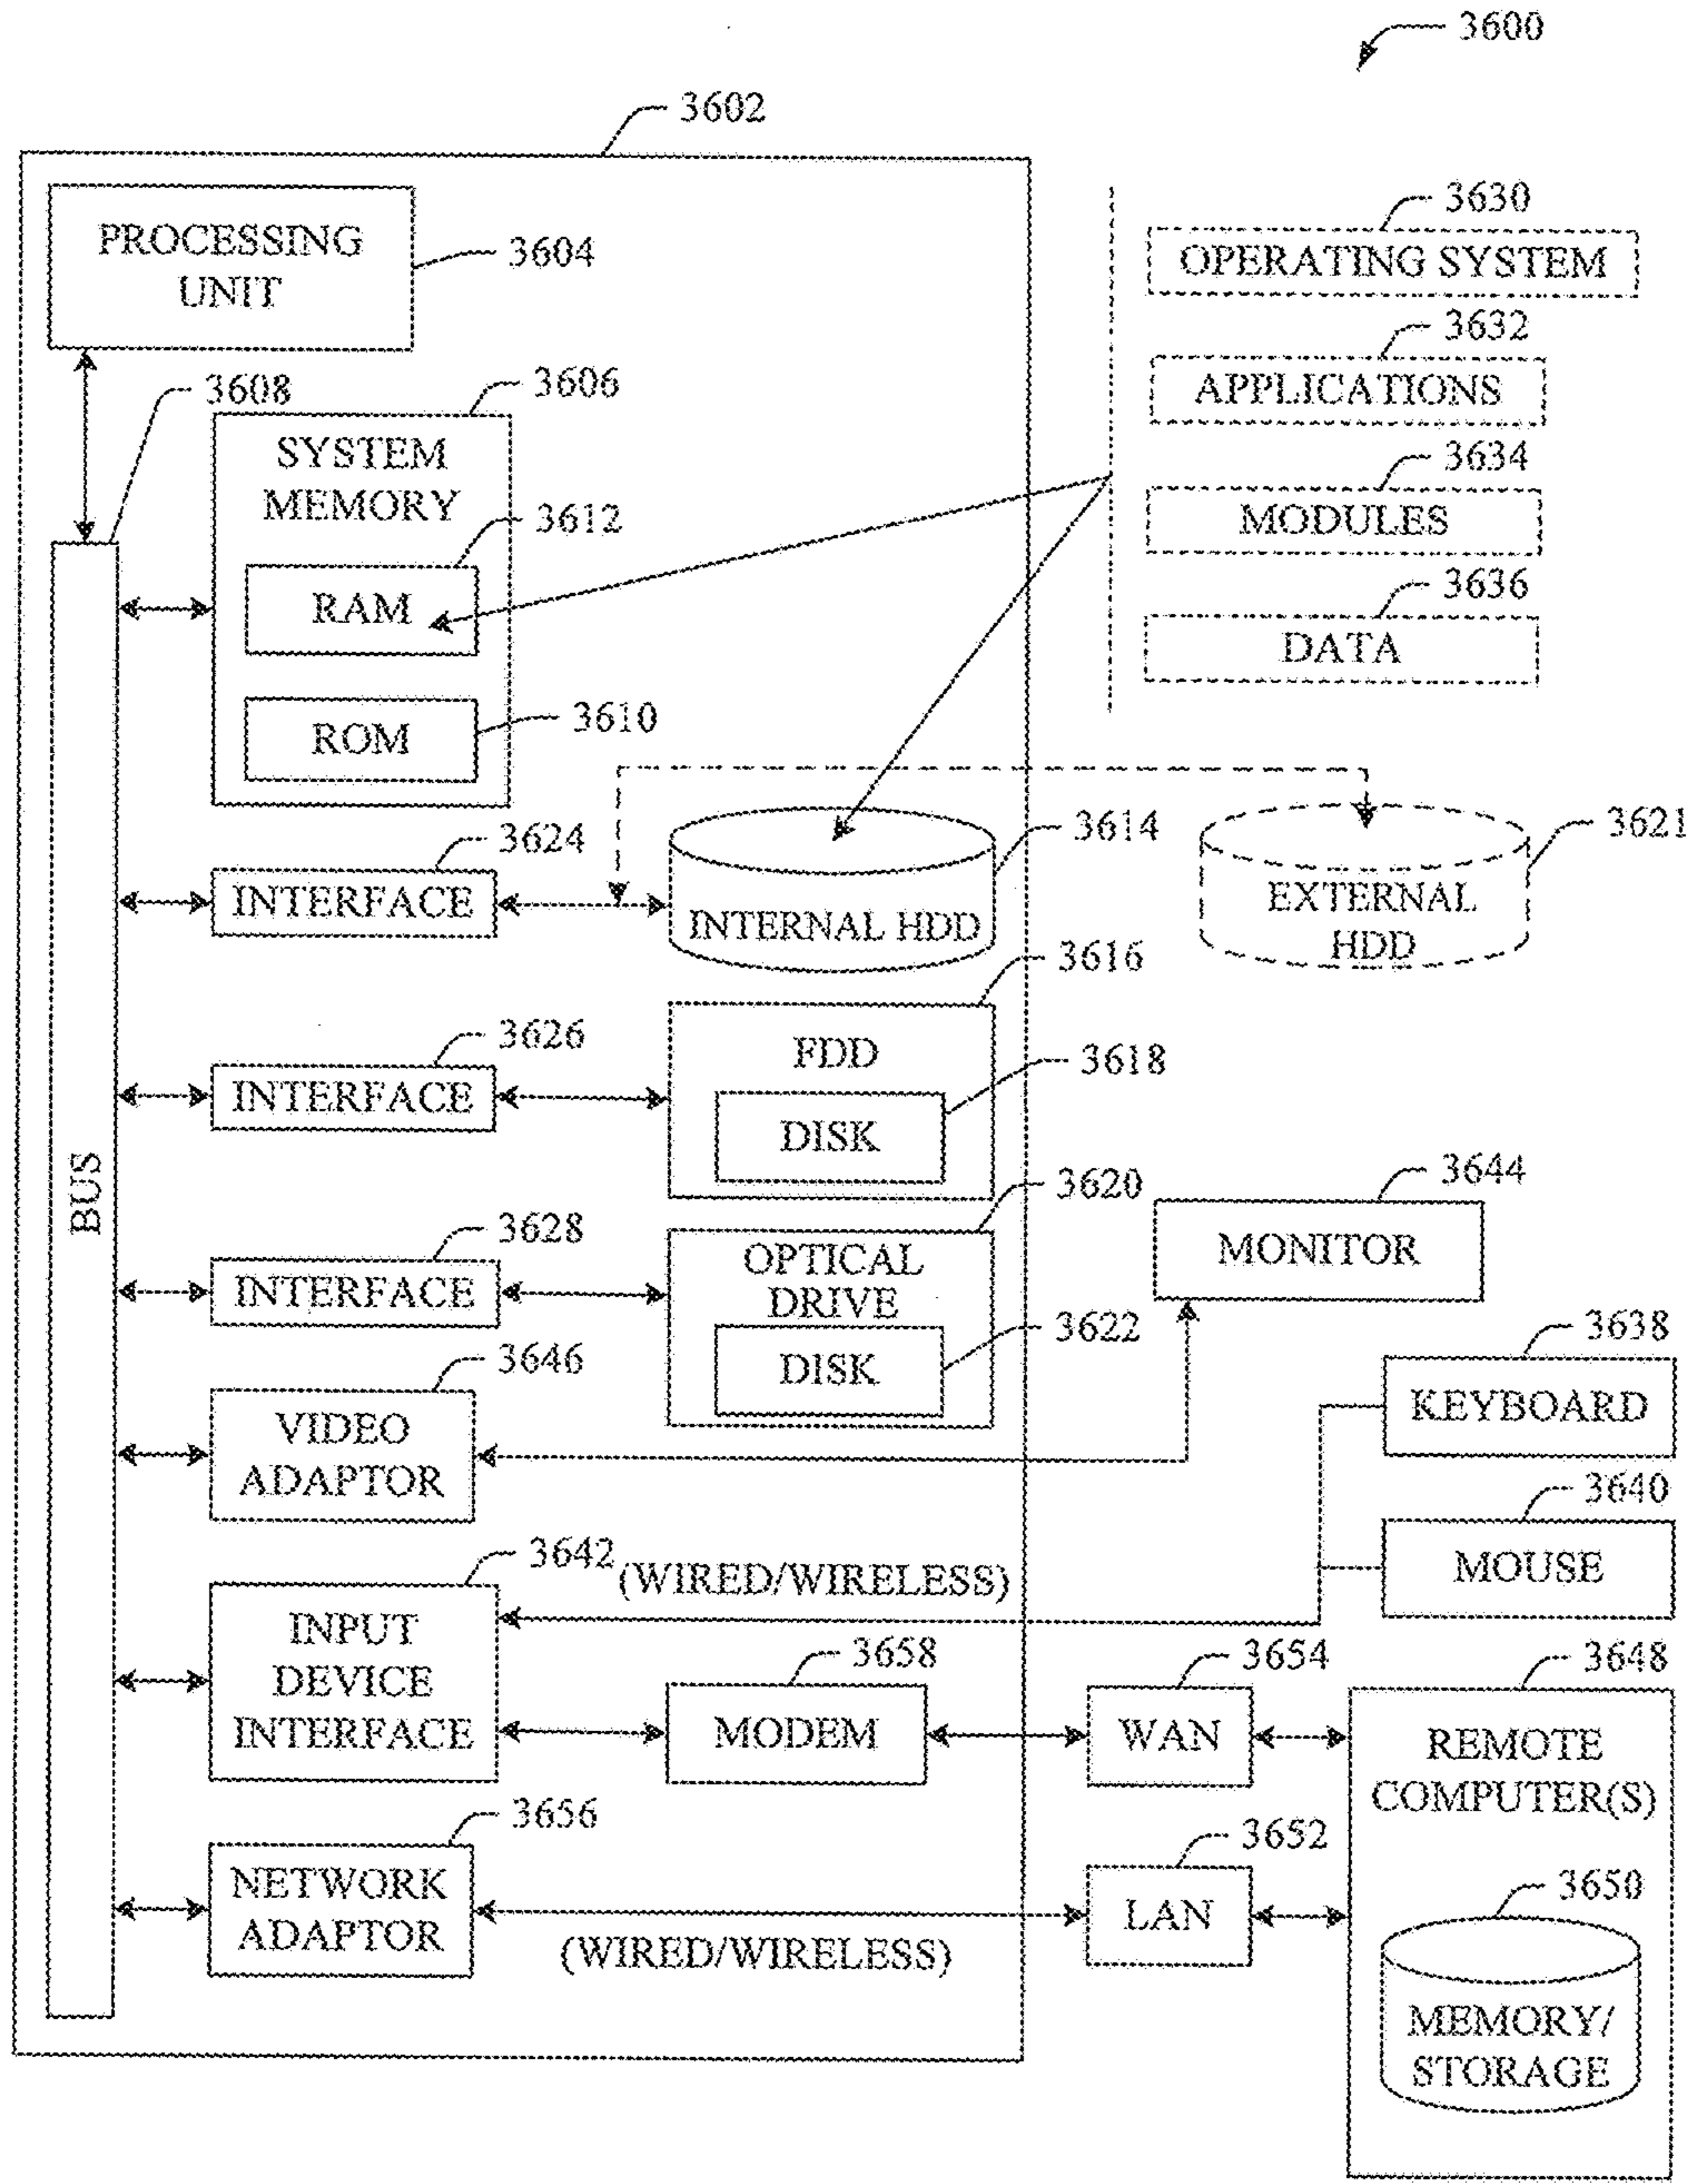 3600
3602
PROCESSING
UNIT
3604
3630
OPERATING SYSTEM
3632
APPLICATIONS
3634
MODULES
3636
DATA
3608
3606
SYSTEM
MEMORY
3612
RAM
3610
ROM
3624
INTERFACE
3614
INTERNAL HDD
3621
EXTERNAL
HDD
3616
FDD
3626
INTERFACE
3618
DISK
BUS
3620
OPTICAL
DRIVE
3628
INTERFACE
3622
DISK
3644
MONITOR
3646
VIDEO
ADAPTOR
3638
KEYBOARD
3640
MOUSE
3642
(WIRED/WIRELESS)
INPUT
DEVICE
INTERFACE
3658
MODEM
3654
WAN
3648
REMOTE
COMPUTER(S)
3656
NETWORK
ADAPTOR
(WIRED/WIRELESS)
3652
LAN
3650
MEMORY/
STORAGE